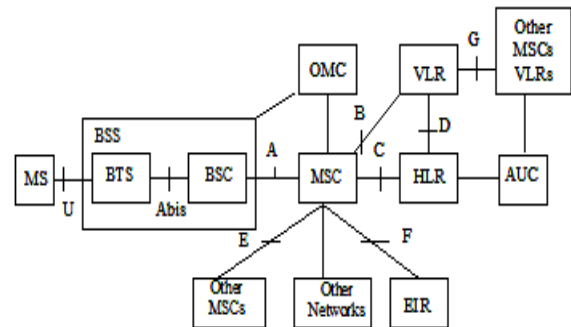 Other
MSCs
VLRs
G
OMC
VLR
BSS
B
D
A
C
MS
BTS
BSC
MSC
HLR
AUC
U
Abis
E
F
Other
MSCs
Other
Networks
EIR